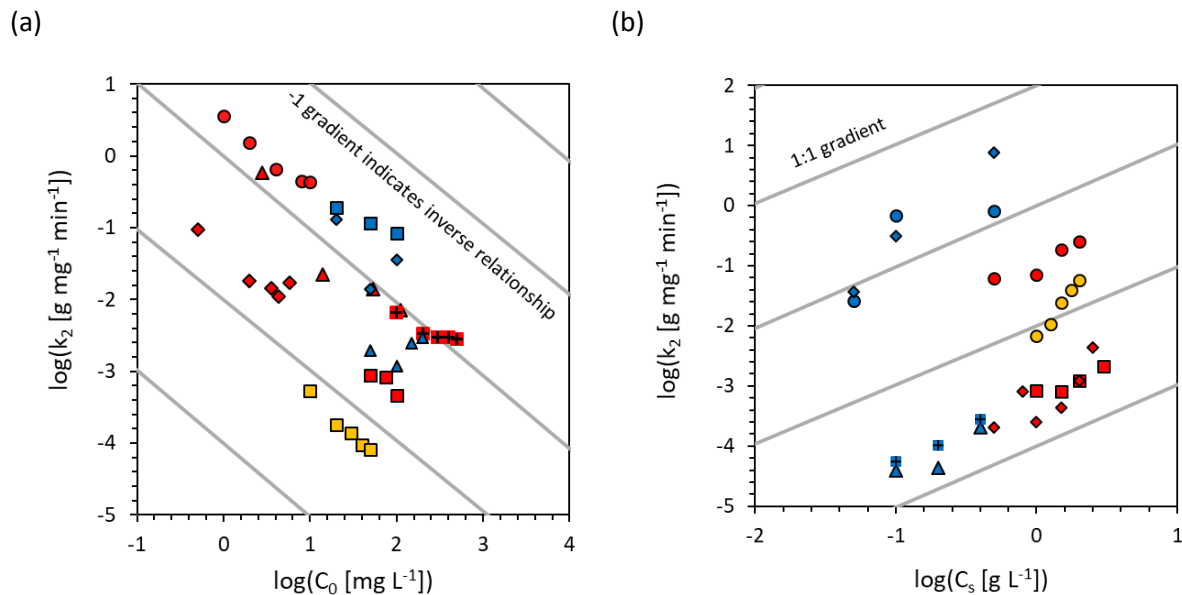 (a)
(b)
log(k₂ [g mg⁻¹ min⁻¹])
1
0
-1
-2
-3
-4
-5
-1 gradient indicates inverse relationship
-1 0 1 2 3 4
log(C₀ [mg L⁻¹])
log(k₂ [g mg⁻¹ min⁻¹])
2
1
0
-1
-2
-3
-4
-5
1:1 gradient
-2 -1 0 1
log(Cₛ [g L⁻¹])